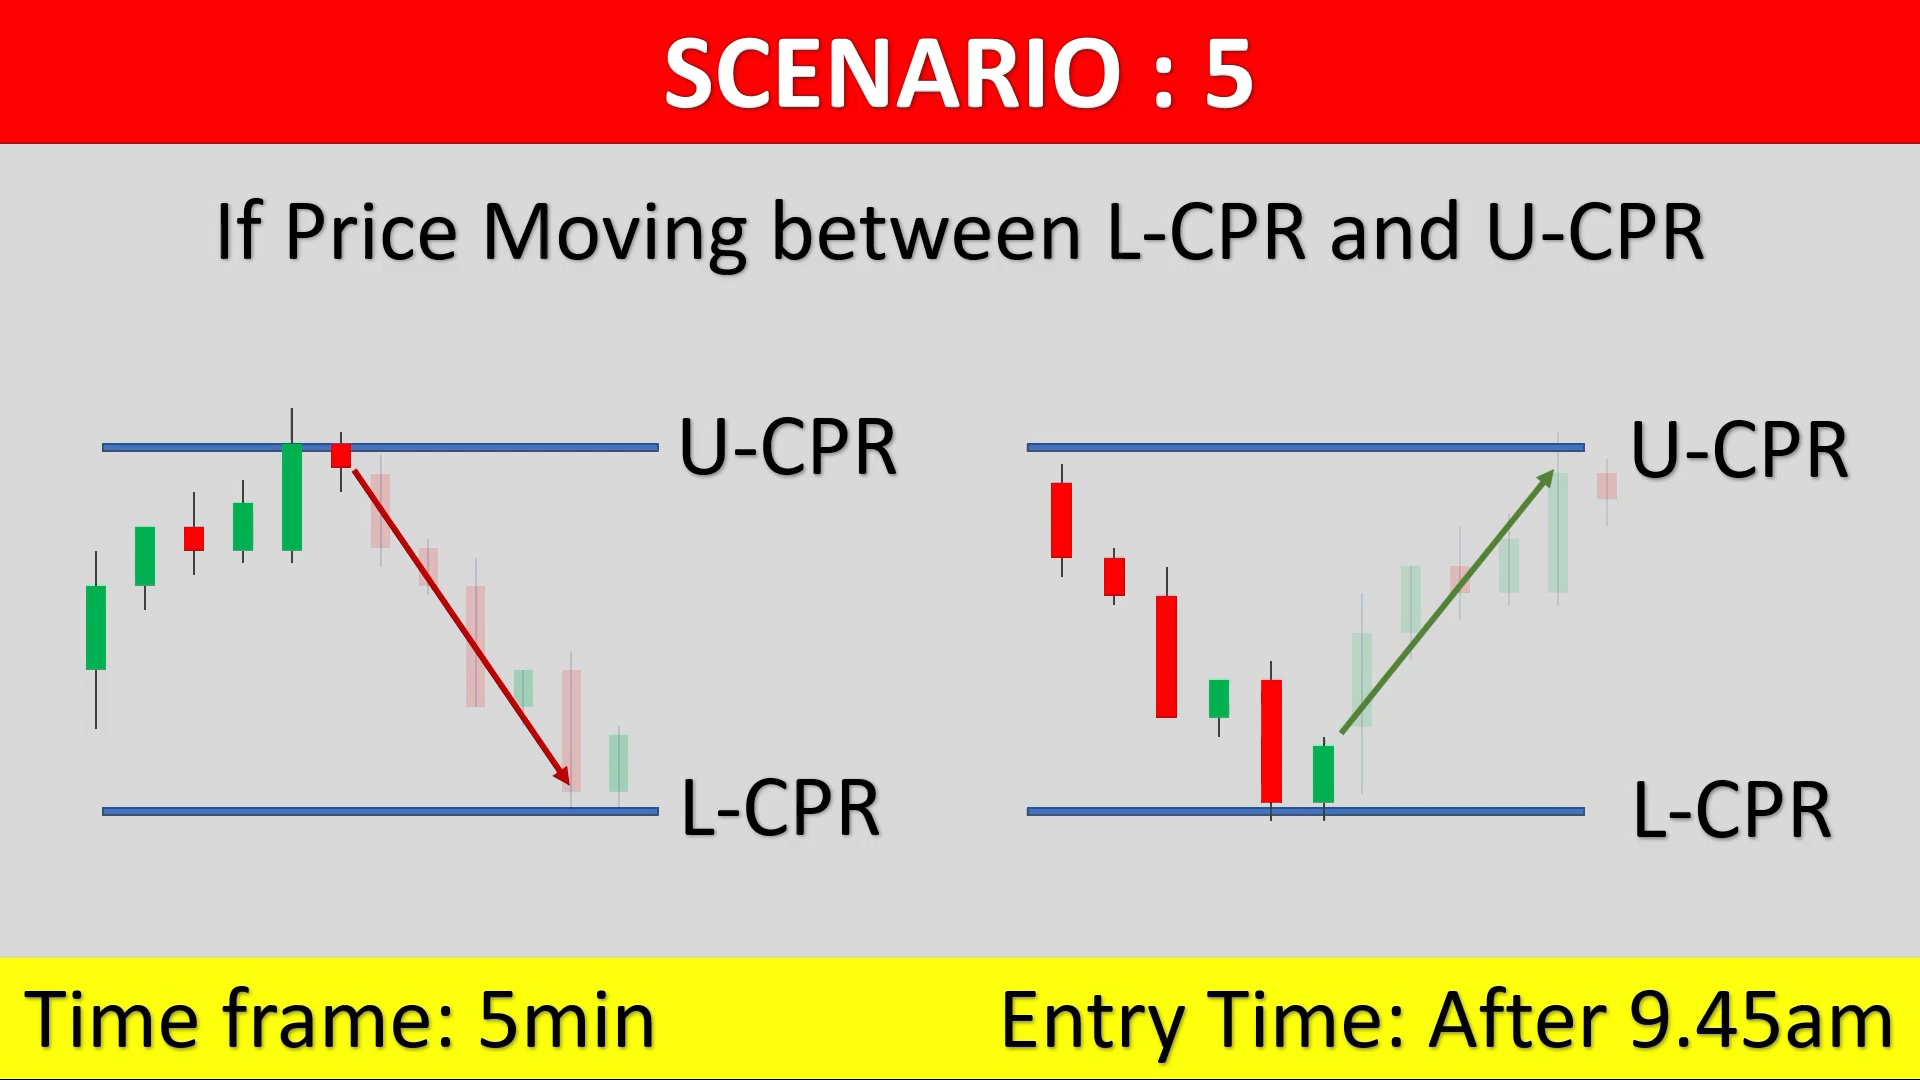 SCENARIO : 5
If Price Moving between L-CPR and U-CPR
U-CPR
U-CPR
L-CPR
L-CPR
Time frame: 5min
Entry Time: After 9.45am